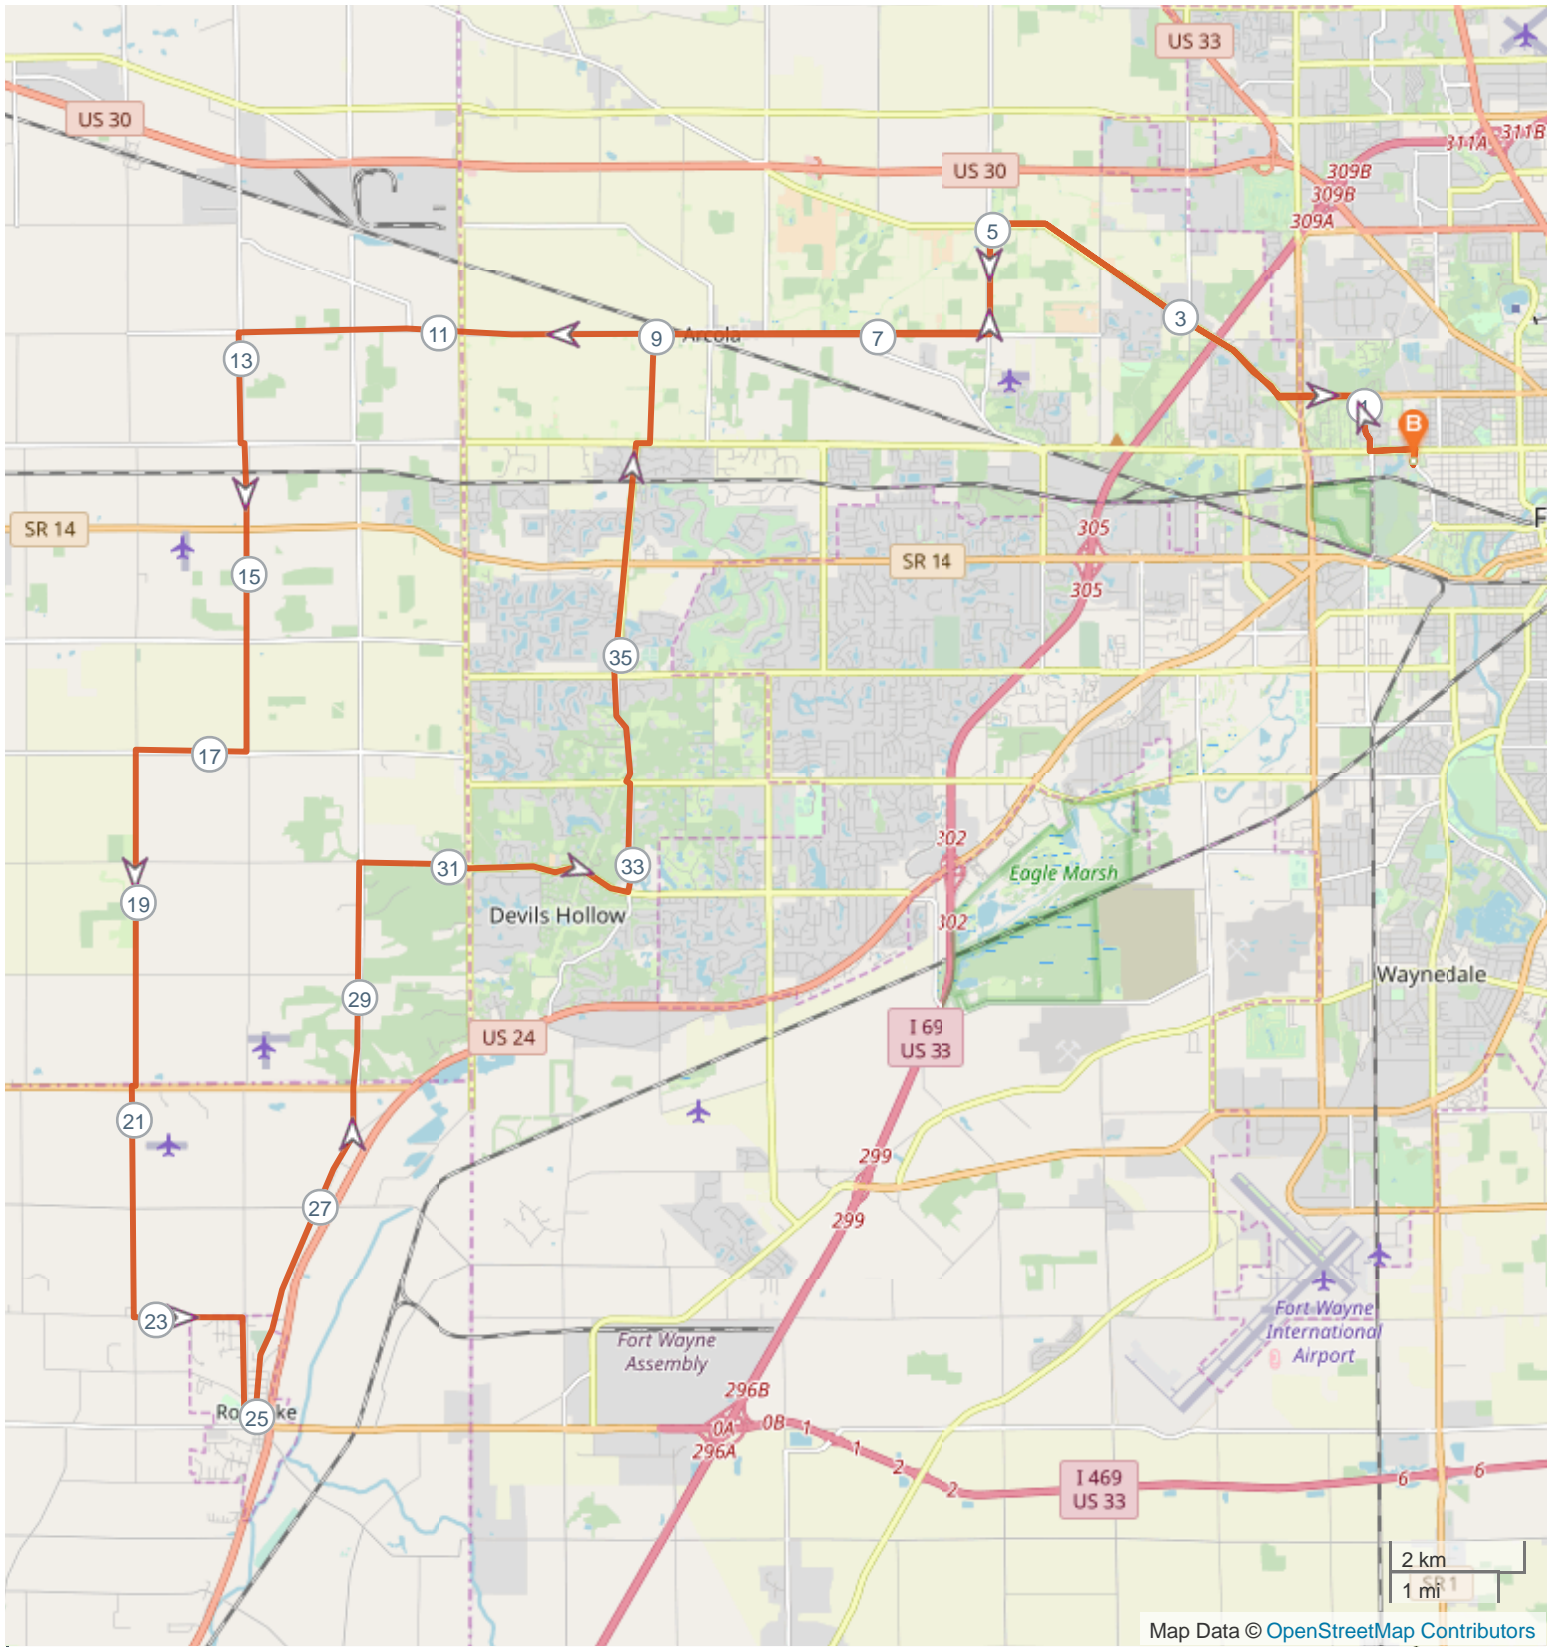 US 33
US 30
311A
311B
309B
309B
309A
US 30
5
3
11
9
Arcola
7
13
B
SR 14
305
F
SR 14
15
305
35
17
302
33
31
Eagle Marsh
19
Devils Hollow
302
Waynedale
29
I 69
US 33
US 24
21
299
27
299
23
Fort Wayne
International
Airport
Fort Wayne
Assembly
296B
25
0A
0B
1
1
296A
2
2
I 469
US 33
6
6
2 km
1 mi
SR1
Map Data © OpenStreetMap Contributors